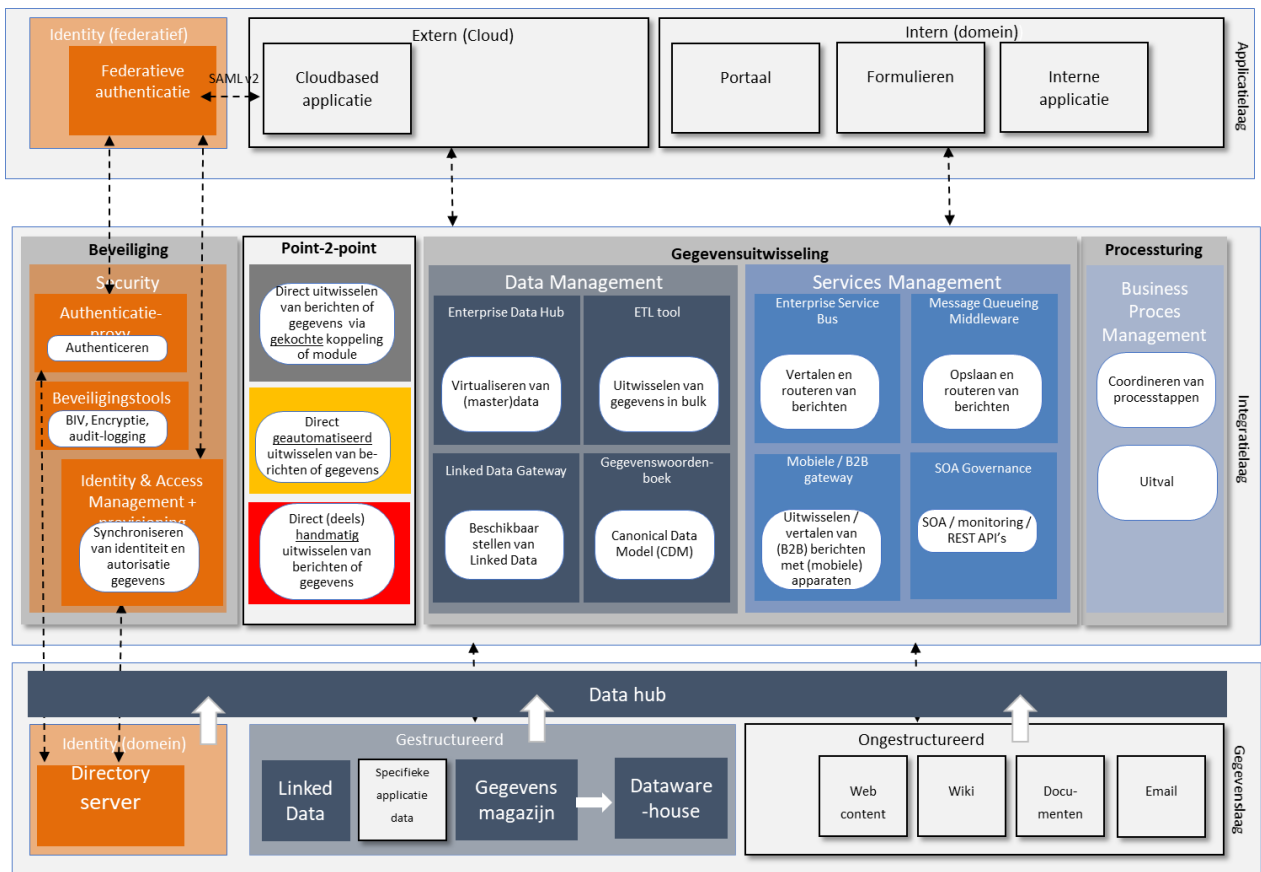 Identity (federatief)
Federatieve
authenticatie
SAML v2
Extern (Cloud)
Cloudbased
applicatie
Intern (domein)
Portaal
Formulieren
Interne
applicatie
Applicatielaag
Beveiliging
Security
Authenticatie-
proxy
Authenticeren
Beveiligingstools
BIV, Encryptie,
audit-logging
Identity & Access
Management +
provisioning
Synchroniseren
van identiteit en
autorisatie
gegevens
Point-2-point
Direct uitwisselen
van berichten of
gegevens via
gekochte koppeling
of module
Direct
geautomatiseerd
uitwisselen van be-
richten of gegevens
Direct (deels)
handmatig
uitwisselen van
berichten of
gegevens
Gegevensuitwisseling
Data Management
Enterprise Data Hub
Virtualiseren van
(master)data
ETL tool
Uitwisselen van
gegevens in bulk
Linked Data Gateway
Beschikbaar
stellen van
Linked Data
Gegevenswoorden-
boek
Canonical Data
Model (CDM)
Services Management
Enterprise Service
Bus
Vertalen en
routeren van
berichten
Message Queueing
Middleware
Opslaan en
routeren van
berichten
Mobiele / B2B
gateway
Uitwisselen /
vertalen van
(B2B) berichten
met (mobiele)
apparaten
SOA Governance
SOA / monitoring /
REST API's
Processturing
Business
Proces
Management
Coordineren van
processtappen
Uitval
Integratielaag
Data hub
Identity (domein)
Directory
server
Gestructureerd
Linked
Data
Specifieke
applicatie
data
Gegevens
magazijn
Dataware
-house
Ongestructureerd
Web
content
Wiki
Docu-
menten
Email
Gegevenslaag